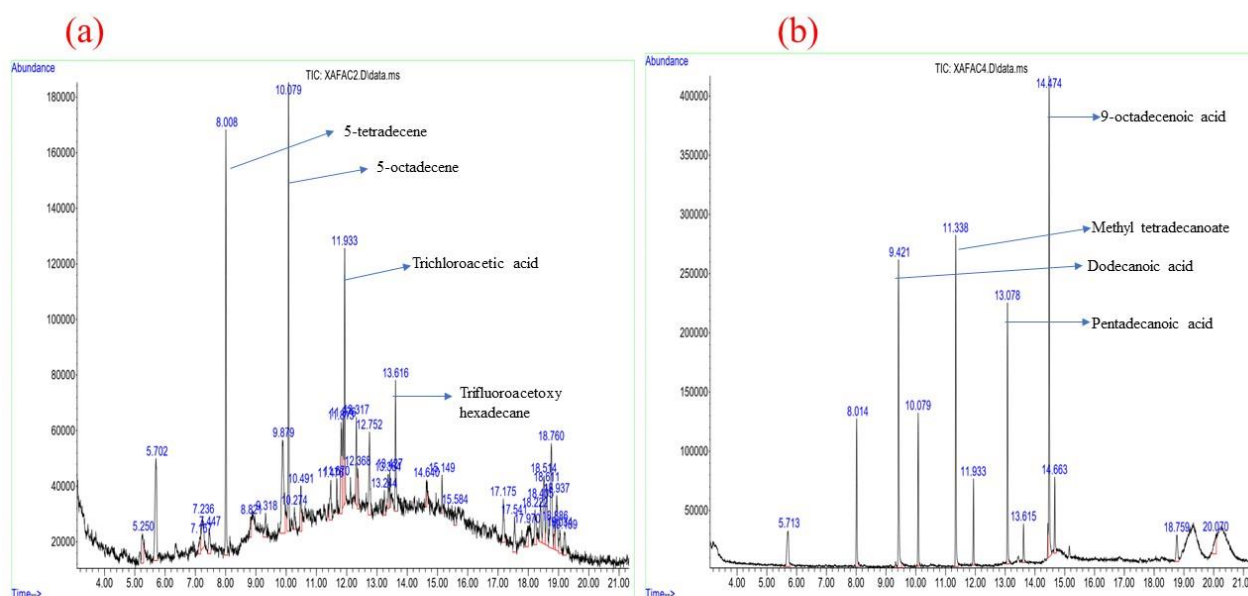 (a)
Abundance
TIC: XAFAC2.D\data.ms
180000
160000
140000
120000
100000
80000
60000
40000
20000
10.079
8.008
5-tetradecene
5-octadecene
11.933
Trichloroacetic acid
13.616
Trifluoroacetoxy
hexadecane
12.752
9.879
5.702
12.368
10.491
10.274
5.250
7.236
9.318
13.244
14.640
15.149
15.584
17.175
17.970
18.760
18.514
4.00 5.00 6.00 7.00 8.00 9.00 10.00 11.00 12.00 13.00 14.00 15.00 16.00 17.00 18.00 19.00 20.00 21.0
Time-->
(b)
Abundance
TIC: XAFAC4.D\data.ms
400000
350000
300000
250000
200000
150000
100000
50000
0
14.474
9-octadecenoic acid
11.338
Methyl tetradecanoate
9.421
Dodecanoic acid
13.078
Pentadecanoic acid
8.014
10.079
11.933
14.663
5.713
13.615
18.759
20.070
4.00 5.00 6.00 7.00 8.00 9.00 10.00 11.00 12.00 13.00 14.00 15.00 16.00 17.00 18.00 19.00 20.00 21.0
Time-->